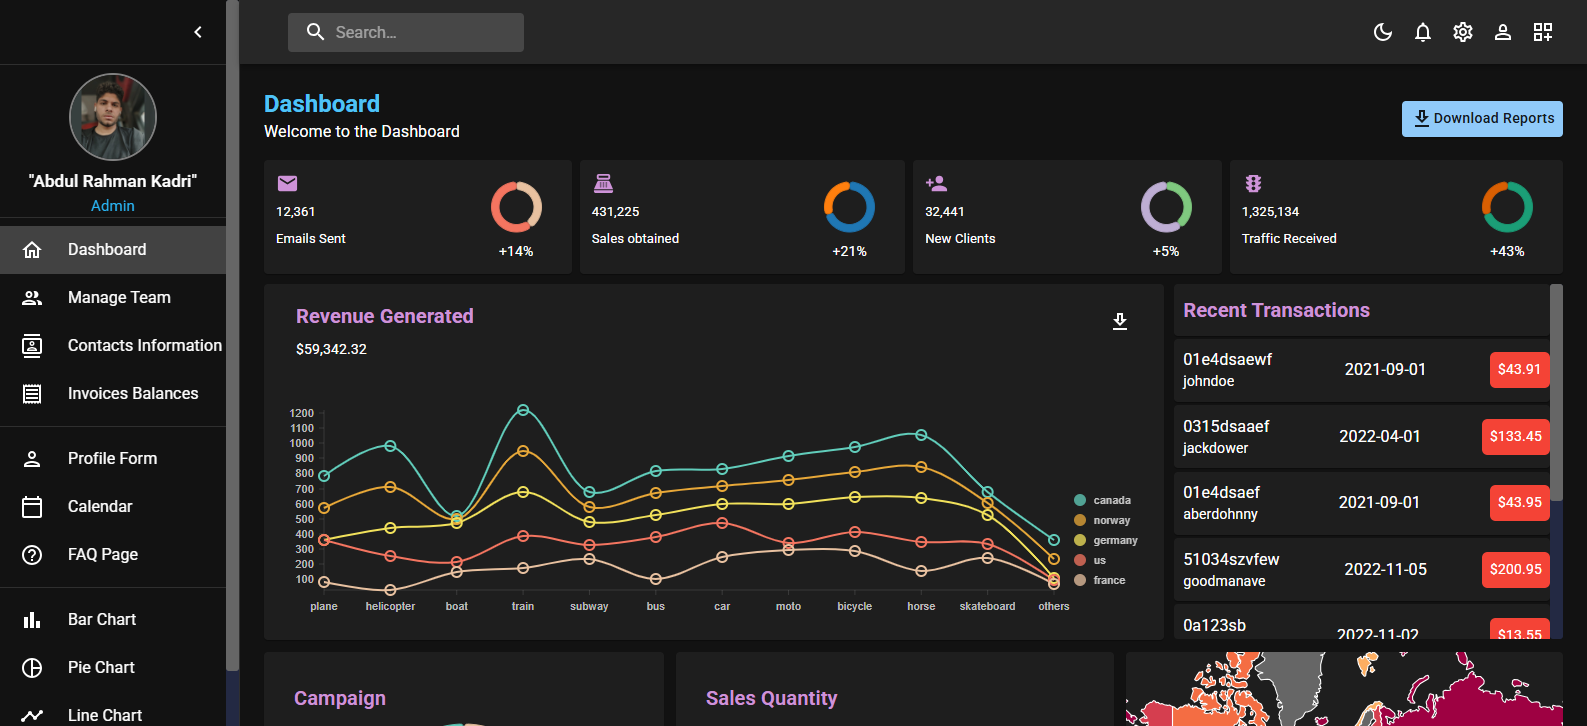 Search...
"Abdul Rahman Kadri"
Admin
Dashboard
Manage Team
Contacts Information
Invoices Balances
Profile Form
Calendar
FAQ Page
Bar Chart
Pie Chart
Line Chart
Dashboard
Welcome to the Dashboard
Download Reports
12,361
Emails Sent
+14%
431,225
Sales obtained
+21%
32,441
New Clients
+5%
1,325,134
Traffic Received
+43%
Revenue Generated
$59,342.32
1200
1100
1000
900
800
700
600
500
400
300
200
100
plane helicopter boat train subway bus car moto bicycle horse skateboard others
canada
norway
germany
us
france
Recent Transactions
01e4dsaewf
johndoe
2021-09-01
$43.91
0315dsaaef
jackdower
2022-04-01
$133.45
01e4dsaef
aberdohnny
2021-09-01
$43.95
51034szvfew
goodmanave
2022-11-05
$200.95
0a123sb
2022-11-02
$13.55
Campaign
Sales Quantity